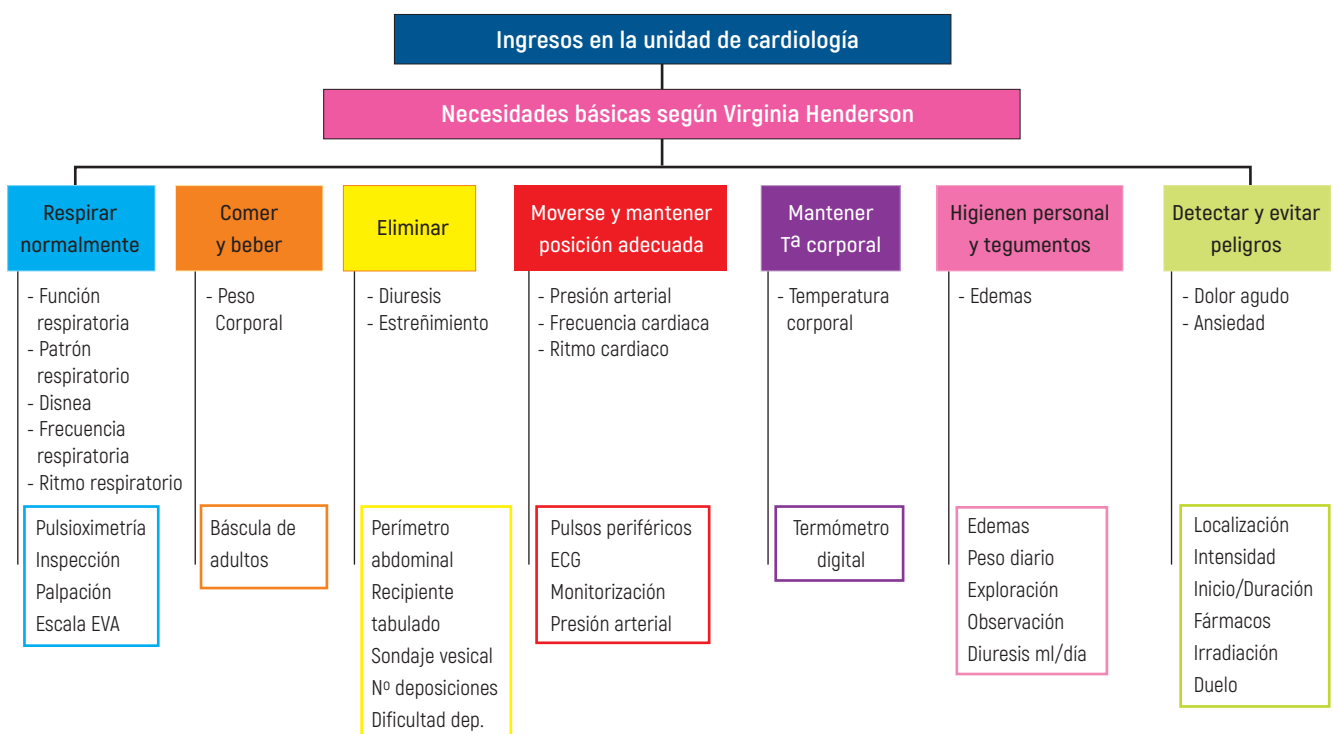 Ingresos en la unidad de cardiología
Necesidades básicas según Virginia Henderson
Respirar
normalmente
- Función
respiratoria
- Patrón
respiratorio
- Disnea
- Frecuencia
respiratoria
- Ritmo respiratorio
Pulsioximetría
Inspección
Palpación
Escala EVA
Comer
y beber
- Peso
Corporal
Báscula de
adultos
Eliminar
- Diuresis
- Estreñimiento
Perímetro
abdominal
Recipiente
tabulado
Sondaje vesical
Nº deposiciones
Dificultad dep.
Moverse y mantener
posición adecuada
- Presión arterial
- Frecuencia cardiaca
- Ritmo cardiaco
Pulsos periféricos
ECG
Monitorización
Presión arterial
Mantener
Tª corporal
- Temperatura
corporal
Termómetro
digital
Higienen personal
y tegumentos
- Edemas
Edemas
Peso diario
Exploración
Observación
Diuresis ml/día
Detectar y evitar
peligros
- Dolor agudo
- Ansiedad
Localización
Intensidad
Inicio/Duración
Fármacos
Irradiación
Duelo